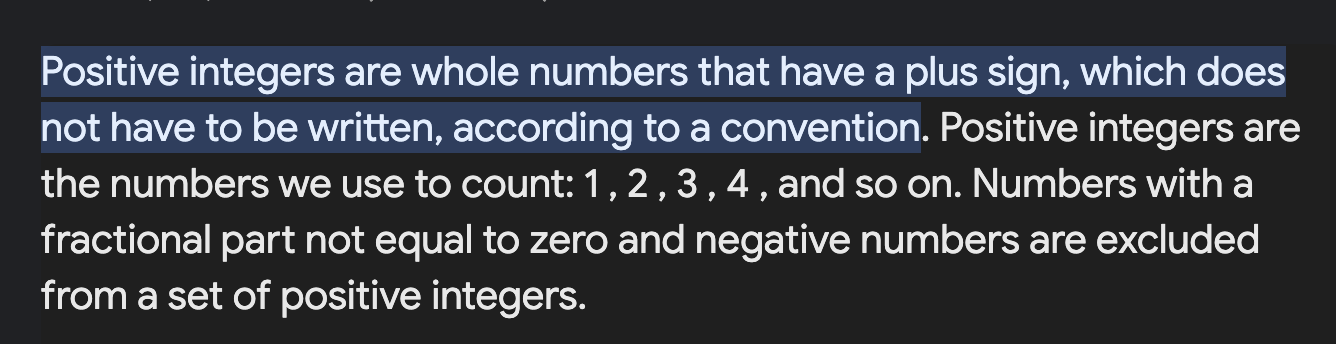 Positive integers are whole numbers that have a plus sign, which does
not have to be written, according to a convention. Positive integers are
the numbers we use to count: 1 , 2 , 3 , 4 , and so on. Numbers with a
fractional part not equal to zero and negative numbers are excluded
from a set of positive integers.